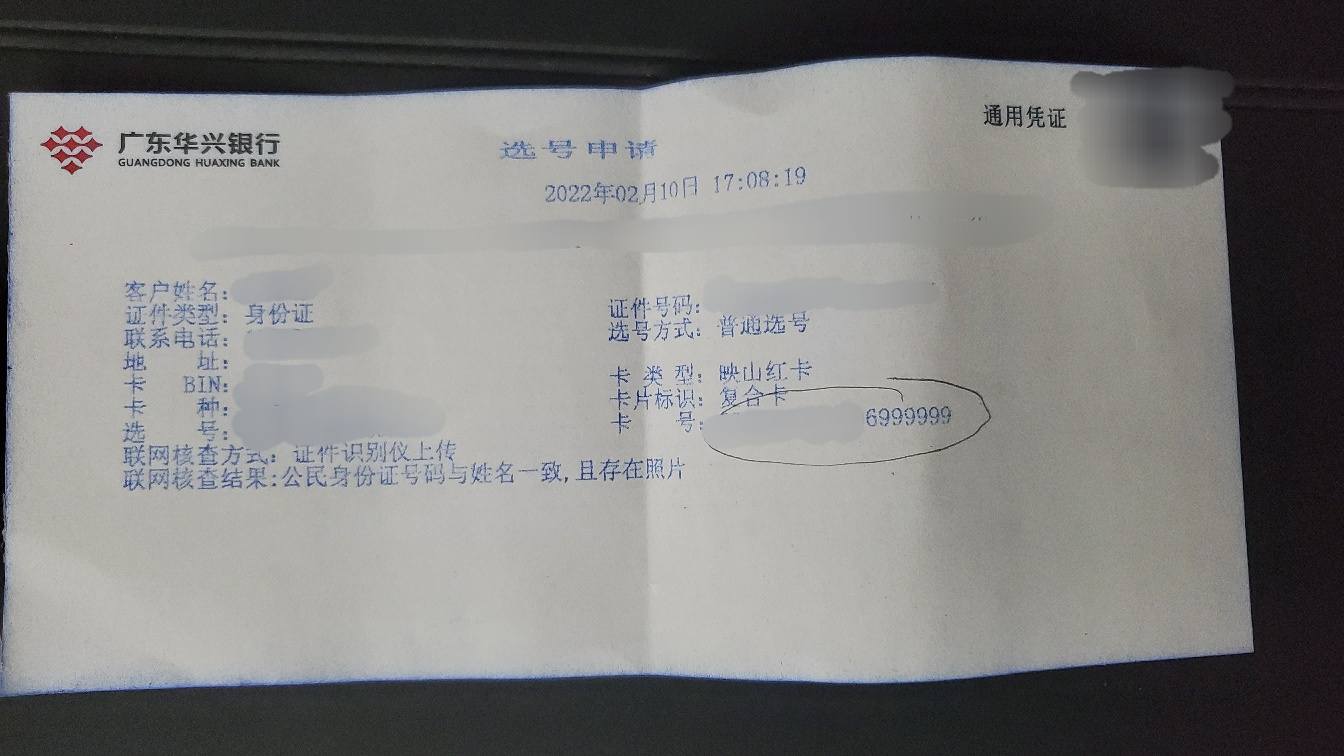 广东华兴银行
GUANGDONG HUAXING BANK
通用凭证
选号申请
2022年02月10日 17:08:19
客户姓名:
证件类型: 身份证
联系电话:
地 址:
卡 BIN:
卡 种:
选 号:
证件号码:
选号方式: 普通选号
卡 类 型: 映山红卡
卡片标识: 复合卡
卡 号: 6999999
联网核查方式: 证件识别仪上传
联网核查结果:公民身份证号码与姓名一致,且存在照片